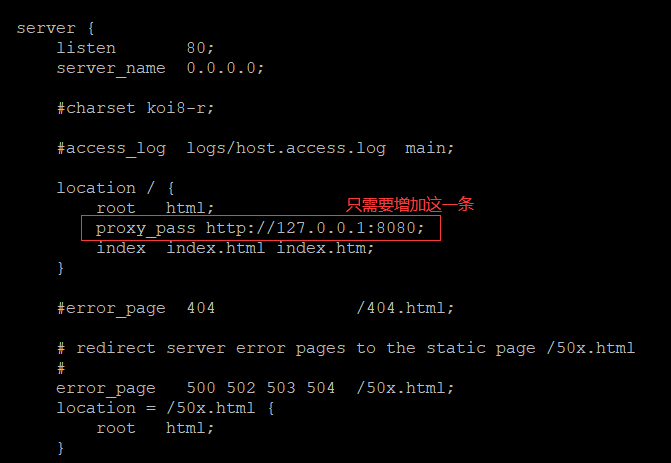 server {
    listen       80;
    server_name  0.0.0.0;
    #charset koi8-r;
    #access_log  logs/host.access.log  main;
    location / {
        root   html;
只需要增加这一条
        proxy_pass http://127.0.0.1:8080;
        index  index.html index.htm;
    }
    #error_page  404              /404.html;
    # redirect server error pages to the static page /50x.html
    #
    error_page   500 502 503 504  /50x.html;
    location = /50x.html {
        root   html;
    }